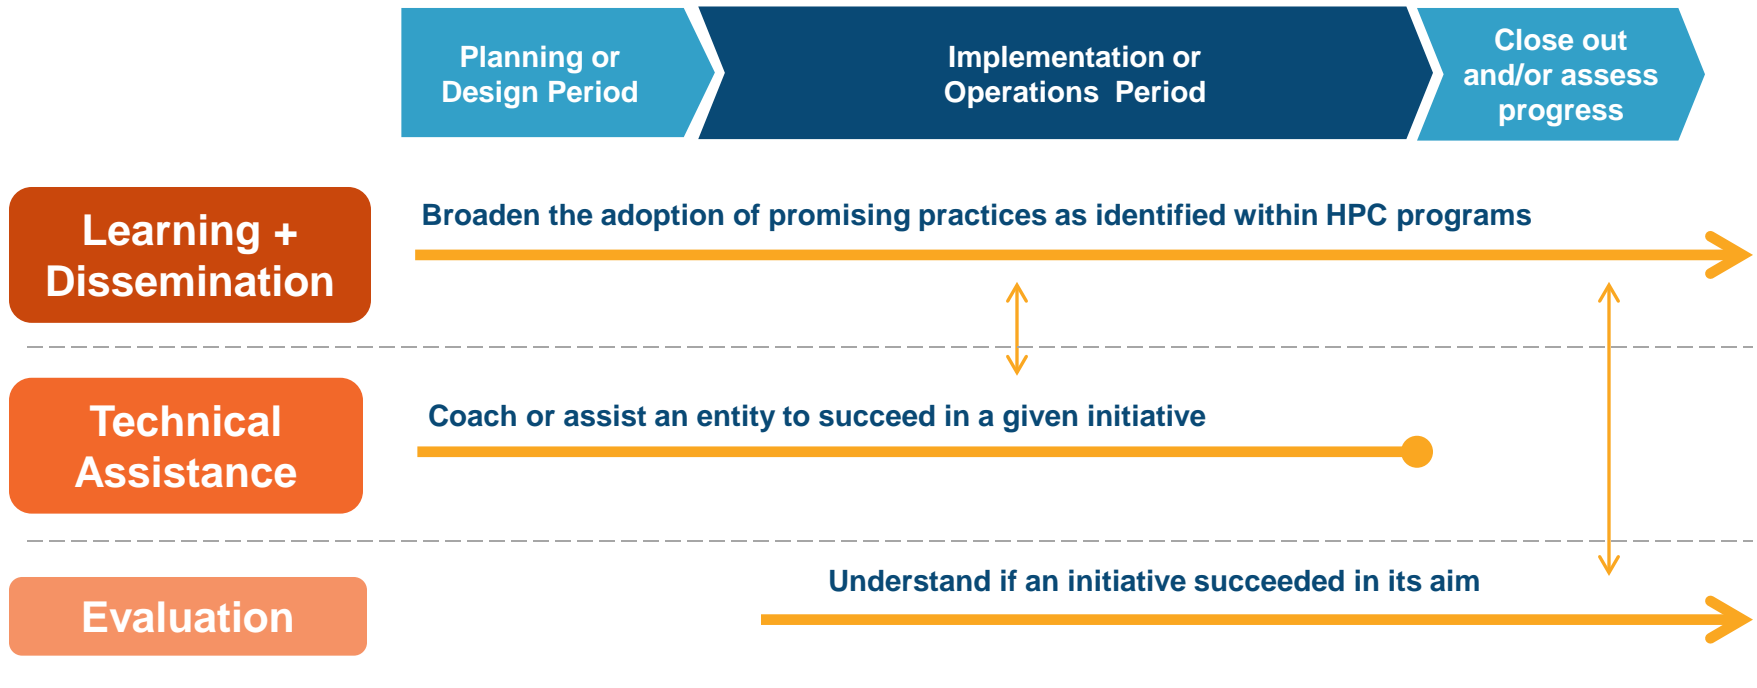 Planning or
Design Period
Implementation or
Operations Period
Close out
and/or assess
progress
Learning +
Dissemination
Broaden the adoption of promising practices as identified within HPC programs
Technical
Assistance
Coach or assist an entity to succeed in a given initiative
Evaluation
Understand if an initiative succeeded in its aim